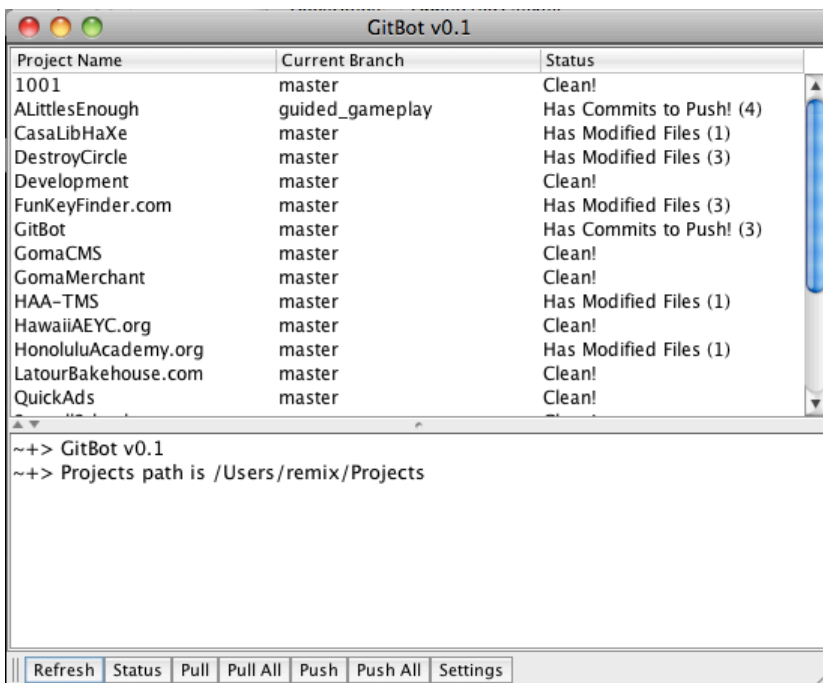 GitBot v0.1
Project Name Current Branch Status
1001 master Clean!
ALittlesEnough guided_gameplay Has Commits to Push! (4)
CasaLibHaXe master Has Modified Files (1)
DestroyCircle master Has Modified Files (3)
Development master Clean!
FunKeyFinder.com master Has Modified Files (3)
GitBot master Has Commits to Push! (3)
GomaCMS master Clean!
GomaMerchant master Clean!
HAA-TMS master Has Modified Files (1)
HawaiiAEYC.org master Clean!
HonoluluAcademy.org master Has Modified Files (1)
LatourBakehouse.com master Clean!
QuickAds master Clean!
~+> GitBot v0.1
~+> Projects path is /Users/remix/Projects
Refresh Status Pull Pull All Push Push All Settings